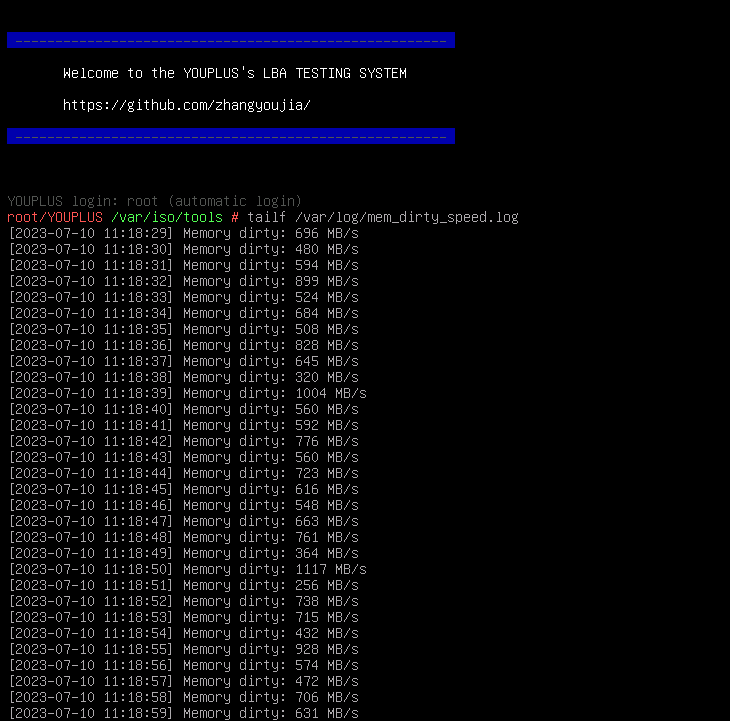 --------------------------------------------------------
Welcome to the YOUPLUS's LBA TESTING SYSTEM
https://github.com/zhangyoujia/
--------------------------------------------------------
YOUPLUS login: root (automatic login)
root/YOUPLUS /var/iso/tools # tailf /var/log/mem_dirty_speed.log
[2023-07-10 11:18:29] Memory dirty: 696 MB/s
[2023-07-10 11:18:30] Memory dirty: 480 MB/s
[2023-07-10 11:18:31] Memory dirty: 594 MB/s
[2023-07-10 11:18:32] Memory dirty: 899 MB/s
[2023-07-10 11:18:33] Memory dirty: 524 MB/s
[2023-07-10 11:18:34] Memory dirty: 684 MB/s
[2023-07-10 11:18:35] Memory dirty: 508 MB/s
[2023-07-10 11:18:36] Memory dirty: 828 MB/s
[2023-07-10 11:18:37] Memory dirty: 645 MB/s
[2023-07-10 11:18:38] Memory dirty: 320 MB/s
[2023-07-10 11:18:39] Memory dirty: 1004 MB/s
[2023-07-10 11:18:40] Memory dirty: 560 MB/s
[2023-07-10 11:18:41] Memory dirty: 592 MB/s
[2023-07-10 11:18:42] Memory dirty: 776 MB/s
[2023-07-10 11:18:43] Memory dirty: 560 MB/s
[2023-07-10 11:18:44] Memory dirty: 723 MB/s
[2023-07-10 11:18:45] Memory dirty: 616 MB/s
[2023-07-10 11:18:46] Memory dirty: 548 MB/s
[2023-07-10 11:18:47] Memory dirty: 663 MB/s
[2023-07-10 11:18:48] Memory dirty: 761 MB/s
[2023-07-10 11:18:49] Memory dirty: 364 MB/s
[2023-07-10 11:18:50] Memory dirty: 1117 MB/s
[2023-07-10 11:18:51] Memory dirty: 256 MB/s
[2023-07-10 11:18:52] Memory dirty: 738 MB/s
[2023-07-10 11:18:53] Memory dirty: 715 MB/s
[2023-07-10 11:18:54] Memory dirty: 432 MB/s
[2023-07-10 11:18:55] Memory dirty: 928 MB/s
[2023-07-10 11:18:56] Memory dirty: 574 MB/s
[2023-07-10 11:18:57] Memory dirty: 472 MB/s
[2023-07-10 11:18:58] Memory dirty: 706 MB/s
[2023-07-10 11:18:59] Memory dirty: 631 MB/s